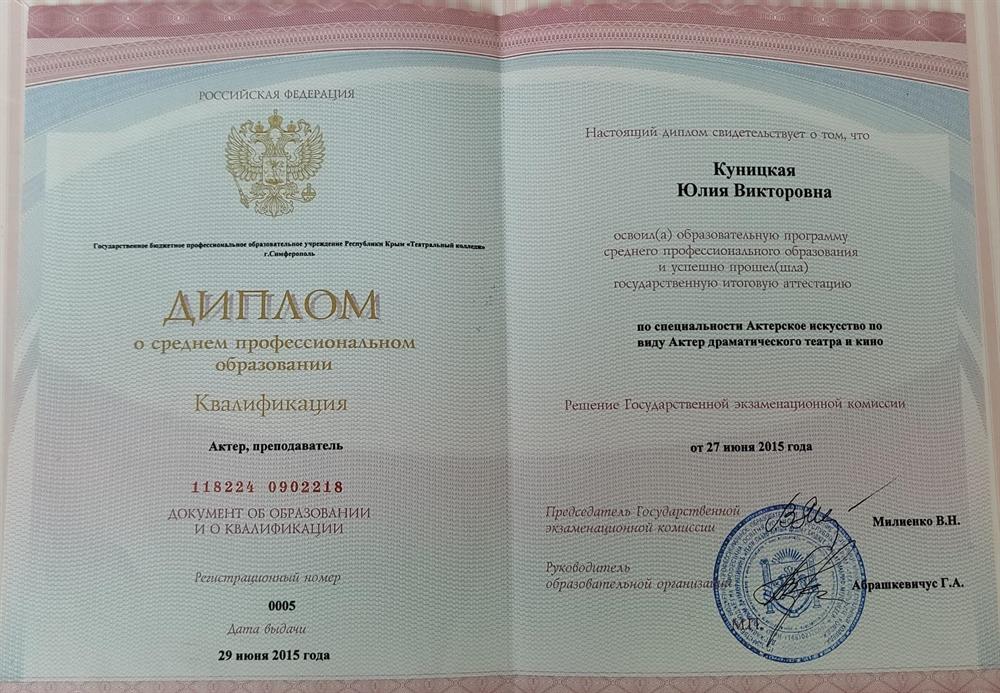 РОССИЙСКАЯ ФЕДЕРАЦИЯ
Государственное бюджетное профессиональное образовательное учреждение Республики Крым «Театральный колледж»
г.Симферополь
ДИПЛОМ
о среднем профессиональном
образовании
Квалификация
Актер, преподаватель
118224 0902218
ДОКУМЕНТ ОБ ОБРАЗОВАНИИ
И О КВАЛИФИКАЦИИ
Регистрационный номер
0005
Дата выдачи
29 июня 2015 года
Настоящий диплом свидетельствует о том, что
Куницкая
Юлия Викторовна
освоил(а) образовательную программу
среднего профессионального образования
и успешно прошел(шла)
государственную итоговую аттестацию
по специальности Актерское искусство по
виду Актер драматического театра и кино
Решение Государственной экзаменационной комиссии
от 27 июня 2015 года
Председатель Государственной
экзаменационной комиссии
Милиенко В.Н.
Руководитель
образовательной организации
Абрашкевичус Г.А.
М.П.